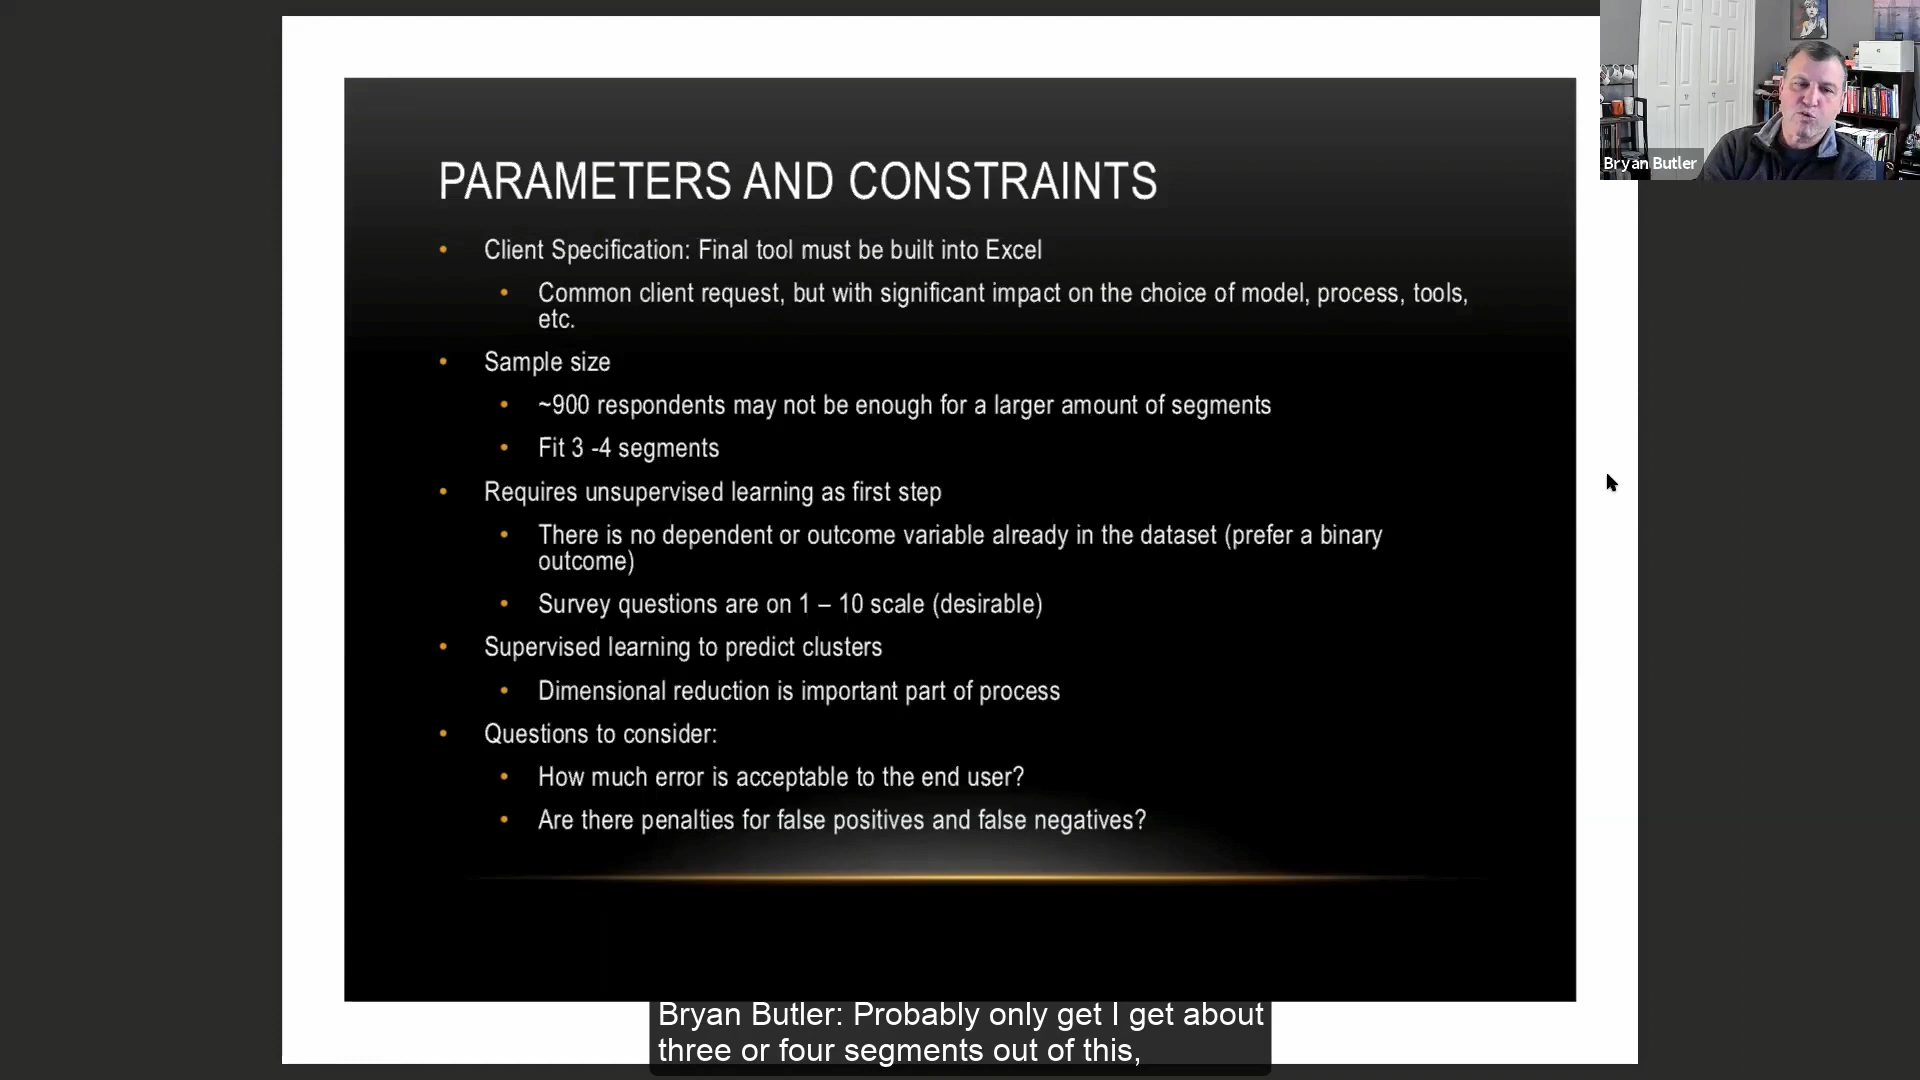 Bryan Butler
PARAMETERS AND CONSTRAINTS
• Client Specification: Final tool must be built into Excel
• Common client request, but with significant impact on the choice of model, process, tools,
etc.
• Sample size
• ~900 respondents may not be enough for a larger amount of segments
• Fit 3 -4 segments
• Requires unsupervised learning as first step
• There is no dependent or outcome variable already in the dataset (prefer a binary
outcome)
• Survey questions are on 1 – 10 scale (desirable)
• Supervised learning to predict clusters
• Dimensional reduction is important part of process
• Questions to consider:
• How much error is acceptable to the end user?
• Are there penalties for false positives and false negatives?
Bryan Butler: Probably only get I get about
three or four segments out of this,